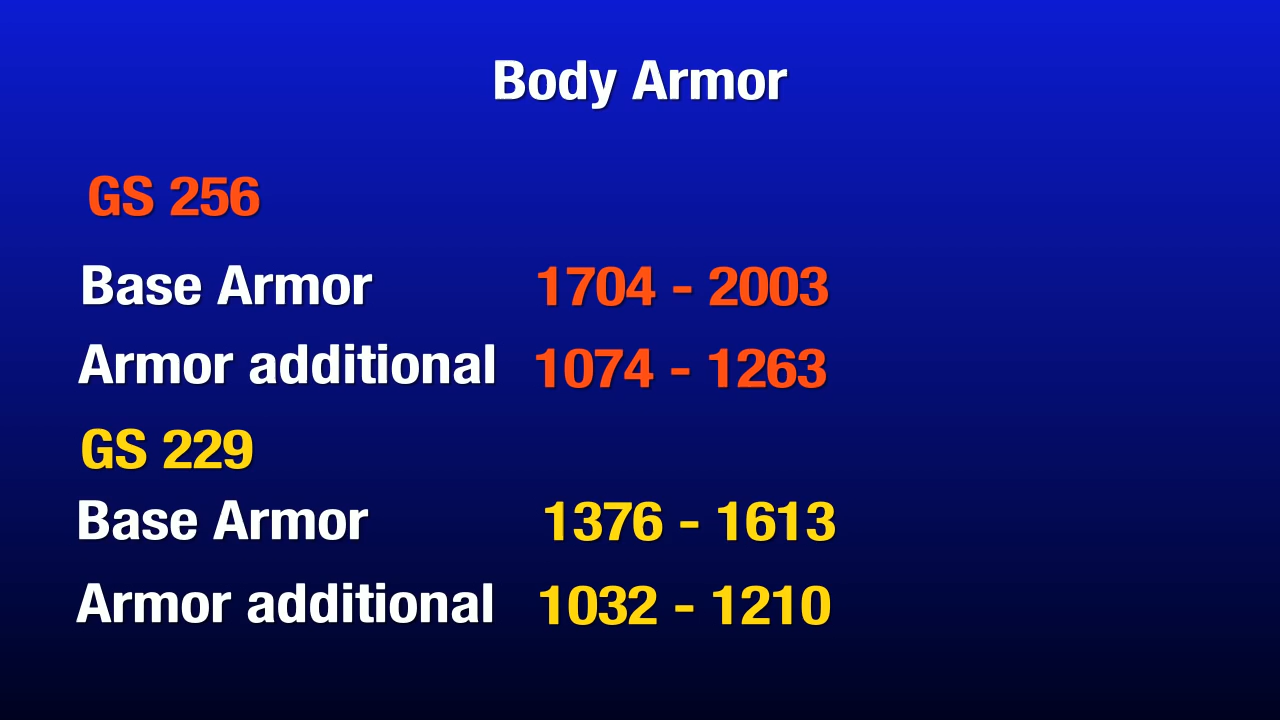 Body Armor
GS 256
Base Armor 1704 - 2003
Armor additional 1074 - 1263
GS 229
Base Armor 1376 - 1613
Armor additional 1032 - 1210